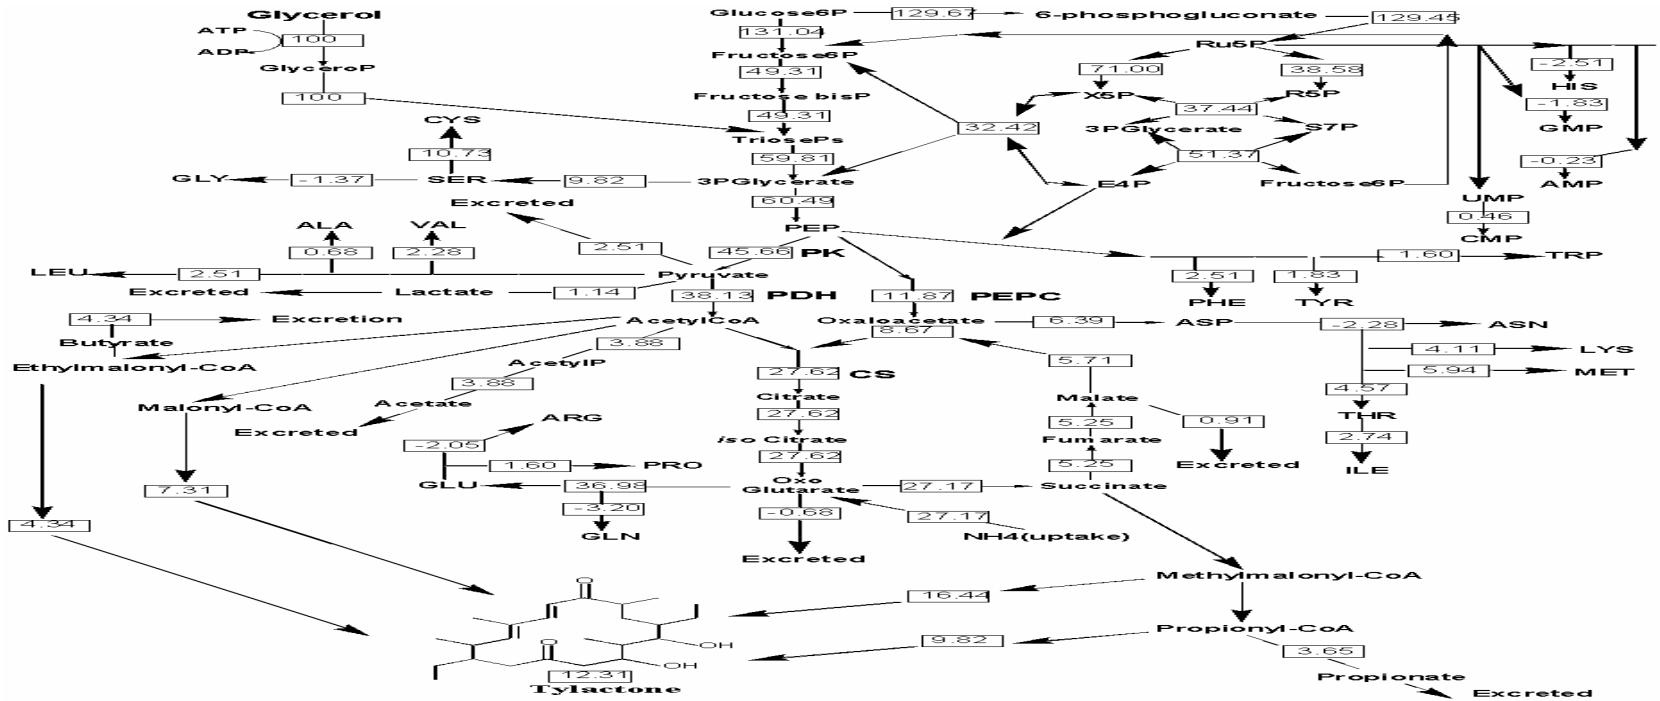 Glycerol
ATP
100
ADP
GlyceroP
100
Glucose6P 129.67 6-phosphogluconate 129.45
131.04
Fructose6P
49.31
Fructose bisP
49.31
TriosePs
59.81
3PGlycerate
60.49
PEP
Ru5P
71.00
38.58
X5P
R5P
37.44
3PGlycerate
S7P
32.42
51.37
E4P
Fructose6P
-2.51
HIS
-1.83
GMP
-0.23
AMP
UMP
0.46
CMP
CYS
10.73
GLY -1.37 SER 9.82
Excreted
2.51
45.66 PK
ALA
VAL
0.68
2.28
LEU 2.51
Pyruvate
Excreted Lactate 1.14
38.13 PDH
11.87 PEPC
1.60 TRP
2.51
1.83
PHE
TYR
4.34 Excretion
Butyrate
Ethylmalonyl-CoA
AcetylCoA
Oxaloacetate 6.39 ASP -2.28 ASN
8.67
3.88
AcetylP
3.88
Acetate
Excreted
Malonyl-CoA
27.62 CS
Citrate
27.62
iso Citrate
27.62
Oxo
Glutarate
5.71
Malate
5.25
Fumarate
5.25
Succinate
0.91
Excreted
4.11 LYS
5.94 MET
4.57
THR
2.74
ILE
ARG
-2.05
1.60 PRO
GLU 36.98
27.17
-3.20
GLN
-0.68
Excreted
27.17
NH4(uptake)
7.31
4.34
Methylmalonyl-CoA
16.44
Propionyl-CoA
9.82
3.65
Propionate
Excreted
O
O
OH
OH
12.31
Tylactone